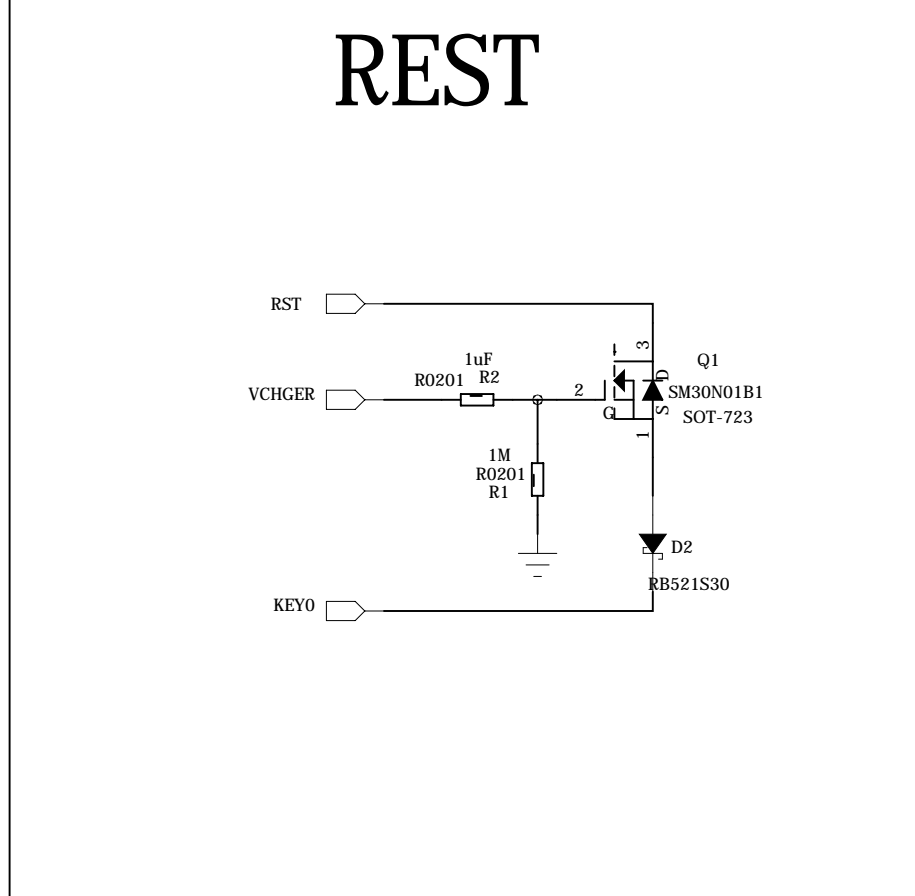 REST
RST
3
Q1
1uF
R0201 R2
D
VCHGER
2
SM30N01B1
G
S
SOT-723
1
1M
R0201
R1
D2
RB521S30
KEY0